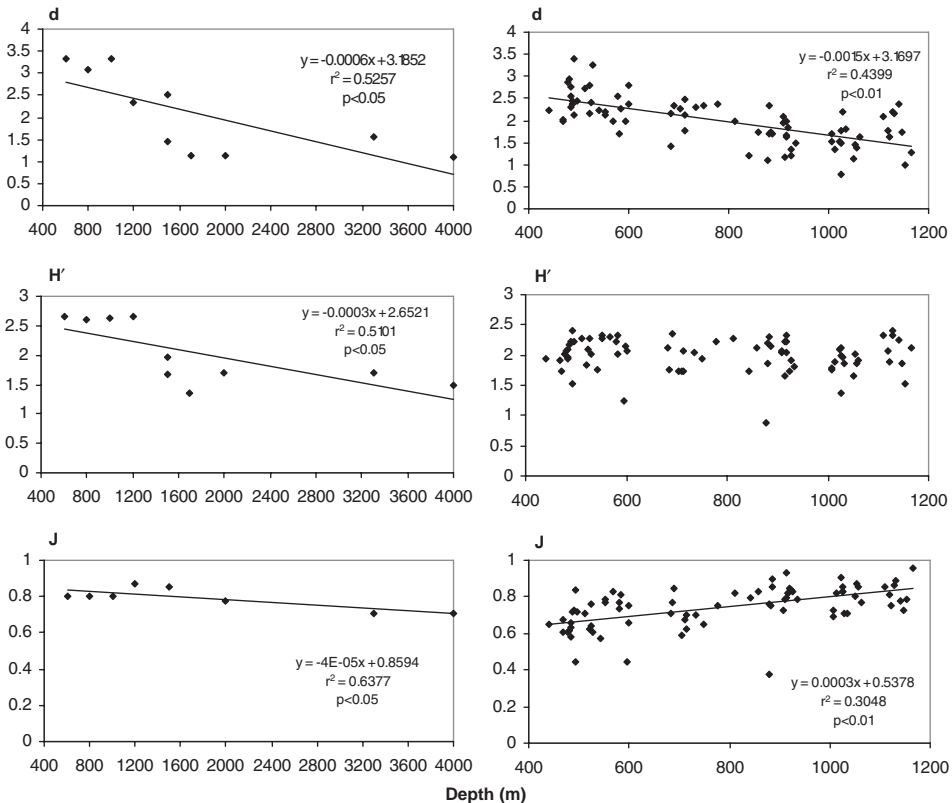 d
4
3.5
3
2.5
2
1.5
1
0.5
0
y = -0.0006x + 3.1852
r² = 0.5257
p<0.05
400 800 1200 1600 2000 2400 2800 3200 3600 4000
d
4
3.5
3
2.5
2
1.5
1
0.5
0
y = -0.0015x + 3.1697
r² = 0.4399
p<0.01
400 600 800 1000 1200
H′
3
2.5
2
1.5
1
0.5
0
y = -0.0003x + 2.6521
r² = 0.5101
p<0.05
400 800 1200 1600 2000 2400 2800 3200 3600 4000
H′
3
2.5
2
1.5
1
0.5
0
400 600 800 1000 1200
J
1
0.8
0.6
0.4
0.2
0
y = -4E-05x + 0.8594
r² = 0.6377
p<0.05
400 800 1200 1600 2000 2400 2800 3200 3600 4000
J
1
0.8
0.6
0.4
0.2
0
y = 0.0003x + 0.5378
r² = 0.3048
p<0.01
400 600 800 1000 1200
Depth (m)